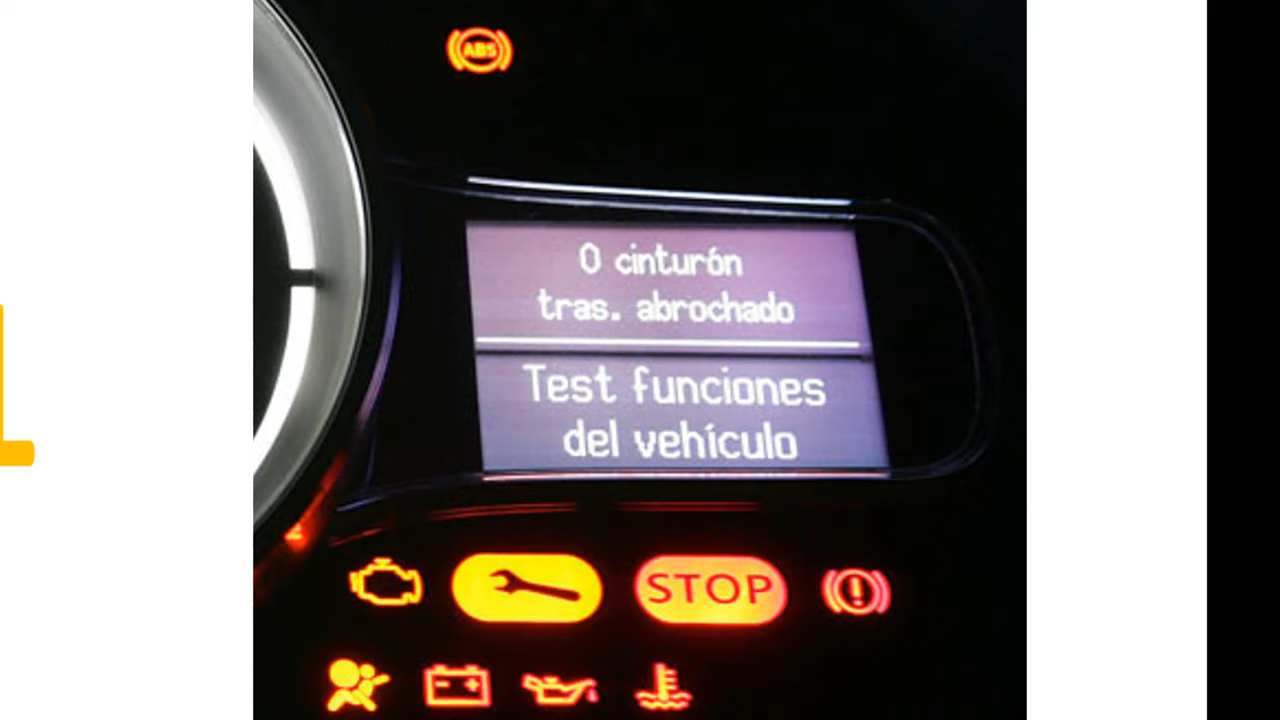 ABS
0 cinturón
tras. abrochado
Test funciones
del vehículo
STOP